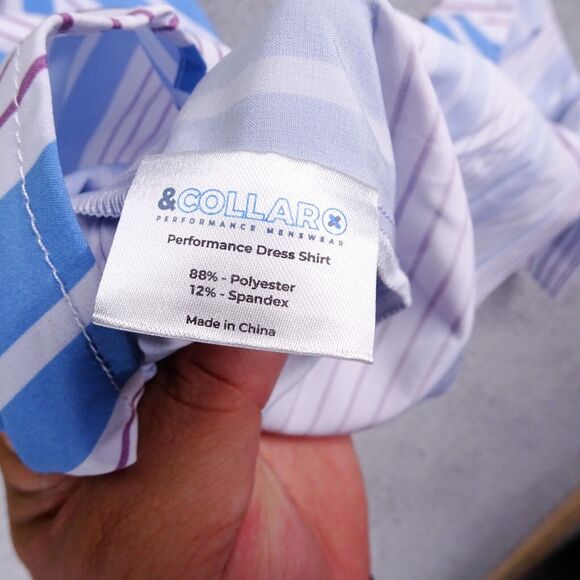 &COLLAR
PERFORMANCE MENSWEAR
Performance Dress Shirt
88% - Polyester
12% - Spandex
Made in China